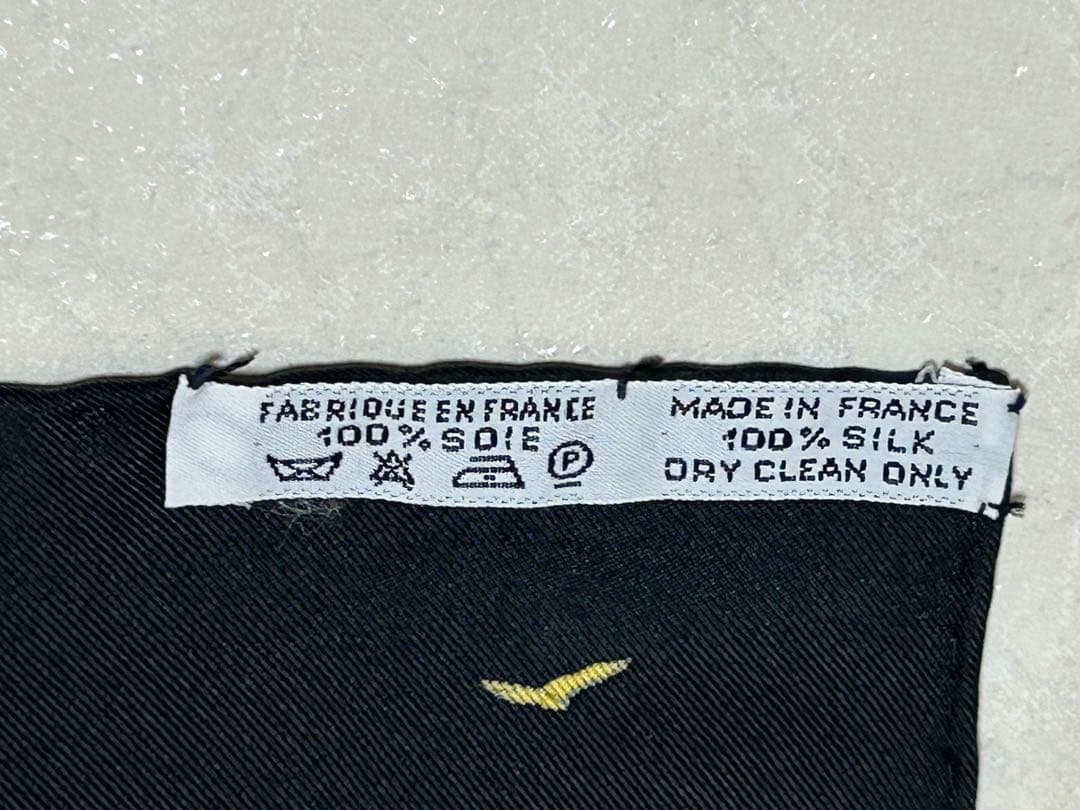 FABRIQUE EN FRANCE
100% SOIE
P
MADE IN FRANCE
100% SILK
DRY CLEAN ONLY